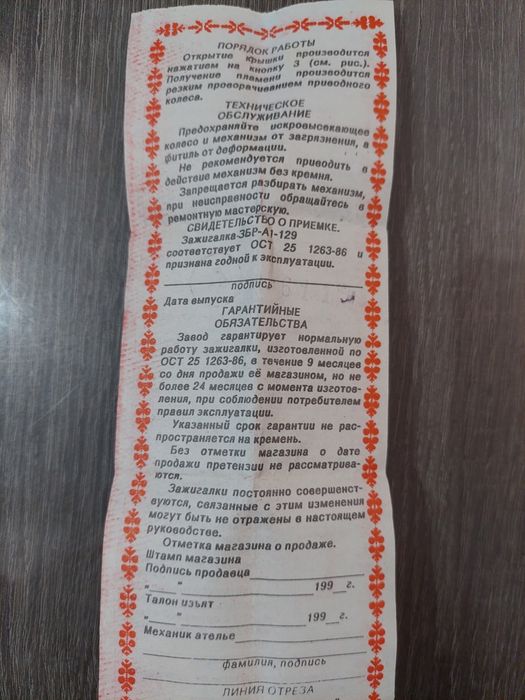 ПОРЯДОК РАБОТЫ
Открытие крышки производится
нажатием на кнопку 3 (см. рис.).
Получение пламени производится
резким проворачиванием приводного
колеса.
ТЕХНИЧЕСКОЕ
ОБСЛУЖИВАНИЕ
Предохраняйте искровысекающее
колесо и механизм от загрязнения, а
фитиль от деформации.
Не рекомендуется приводить в
действие механизм без кремня.
Запрещается разбирать механизм,
при неисправности обращайтесь в
ремонтную мастерскую.
СВИДЕТЕЛЬСТВО О ПРИЕМКЕ.
Зажигалка ЗБР-А1-129
соответствует ОСТ 25 1263-86 и
признана годной к эксплуатации.
подпись
Дата выпуска
ГАРАНТИЙНЫЕ
ОБЯЗАТЕЛЬСТВА
Завод гарантирует нормальную
работу зажигалки, изготовленной по
ОСТ 25 1263-86, в течение 9 месяцев
со дня продажи её магазином, но не
более 24 месяцев с момента изготов-
ления, при соблюдении потребителем
правил эксплуатации.
Указанный срок гарантии не рас-
пространяется на кремень.
Без отметки магазина о дате
продажи претензии не рассматрива-
ются.
Зажигалки постоянно совершенст-
вуются, связанные с этим изменения
могут быть не отражены в настоящем
руководстве.
Отметка магазина о продаже.
Штамп магазина
Подпись продавца
„___ " ___ 199__г.
Талон изъят
„___ " ___ 199__г.
Механик ателье
фамилия, подпись
ЛИНИЯ ОТРЕЗА